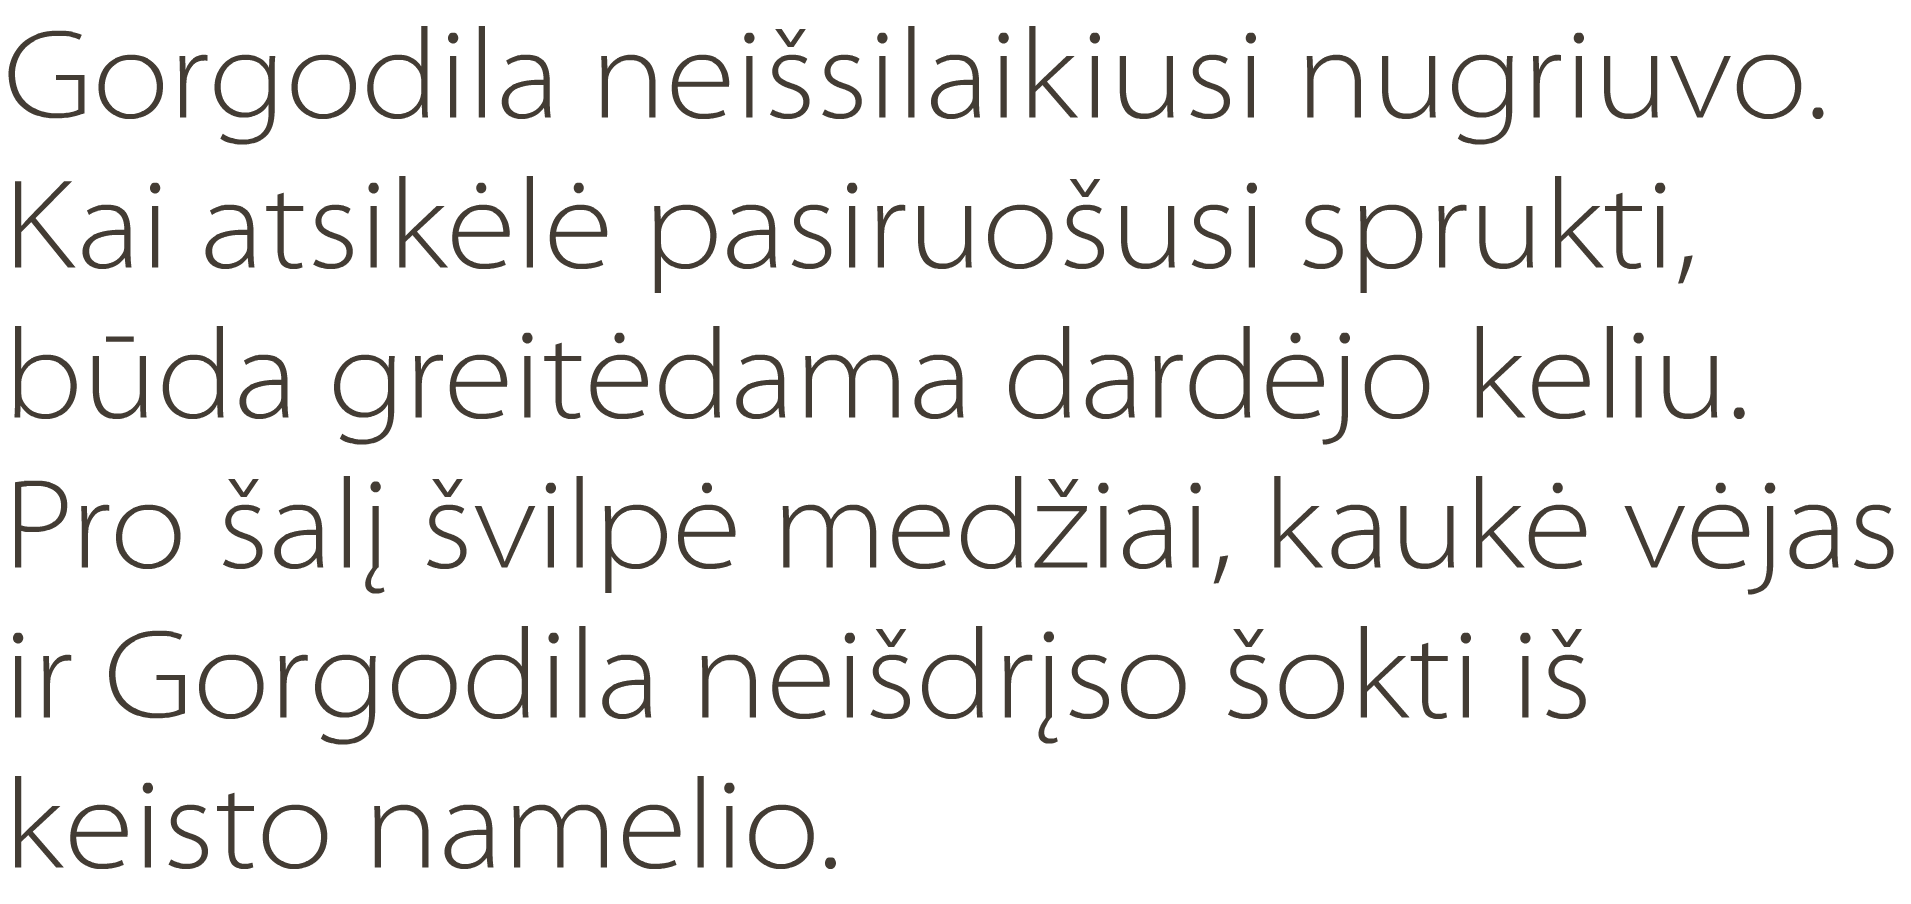 Gorgodila neišsilaikiusi nugriuvo.
Kai atsikėlė pasiruošusi sprukti,
būda greitėdama dardėjo keliu.
Pro šalį švilpė medžiai, kaukė vėjas
ir Gorgodila neišdrįso šokti iš
keisto namelio.